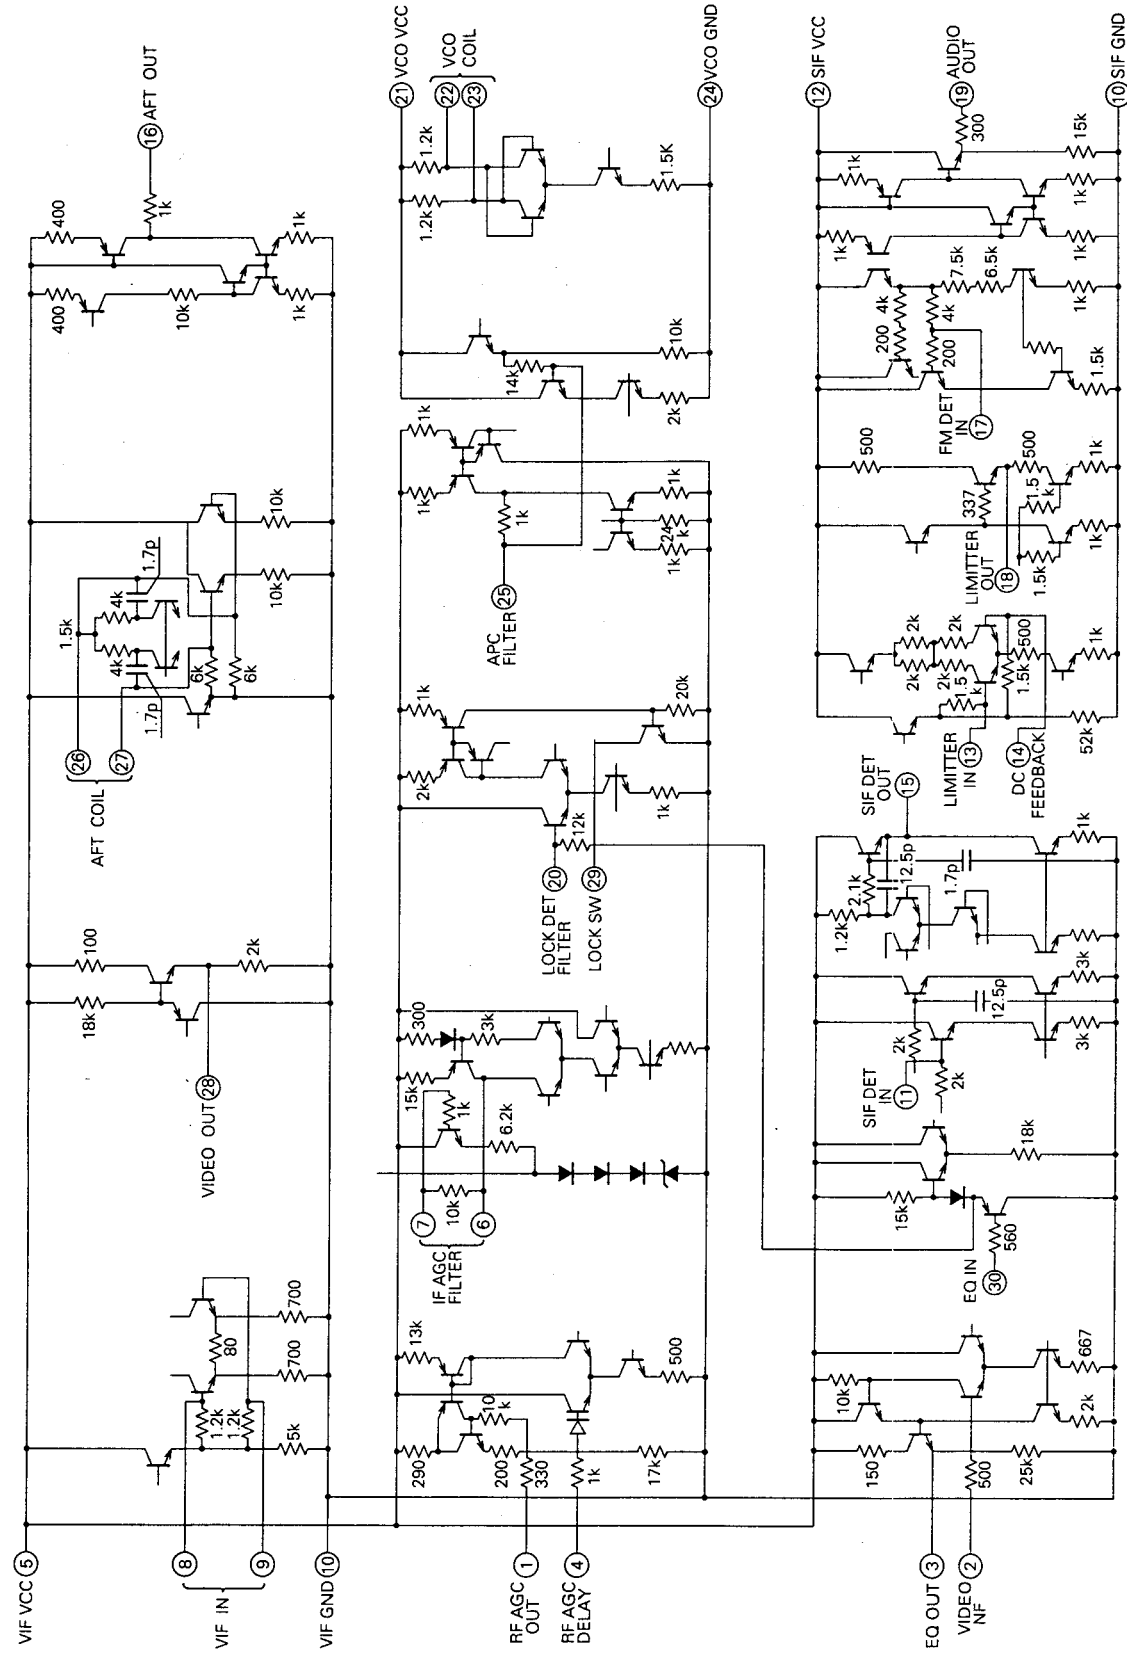 VIF VCC 5
8
VIF IN
9
VIF GND 10
1.2k
1.2k
5k
80
700
700
18k
100
VIDEO OUT 28
2k
AFT COIL
26
27
1.7p
4k
1.5k
4k
1.7p
6k
6k
10k
10k
400
400
10k
1k
1k
1k
16 AFT OUT
RF AGC
OUT
1
RF AGC
DELAY
4
290
200
330
1k
10
k
13k
17k
500
IF AGC
FILTER
7
6
10k
1k
6.2k
15k
300
3k
LOCK DET
FILTER
20
LOCK SW 29
12k
2k
1k
1k
20k
APC
FILTER
25
1k
1k
1k
1k
24
k
1k
14k
2k
10k
1.2k
1.2k
1.5K
21 VCO VCC
22
23
VCO
COIL
24 VCO GND
EQ OUT 3
VIDEO
NF
2
150
500
25k
10k
2k
667
EQ IN
30
560
15k
18k
SIF DET
IN
11
2k
2k
12.5p
3k
3k
1.2k
2.1k
12.5p
1.7p
1k
SIF DET
OUT
15
LIMITTER
IN
13
DC
FEEDBACK
14
52k
1.5
k
2k
2k
2k
2k
1.5k
500
1k
LIMITTER
OUT
18
1.5k
337
1.5
k
500
500
1k
1k
FM DET
IN
17
200
200
4k
4k
7.5k
6.5k
1.5k
1k
1k
1k
1k
1k
300
15k
12 SIF VCC
19 AUDIO
OUT
10 SIF GND